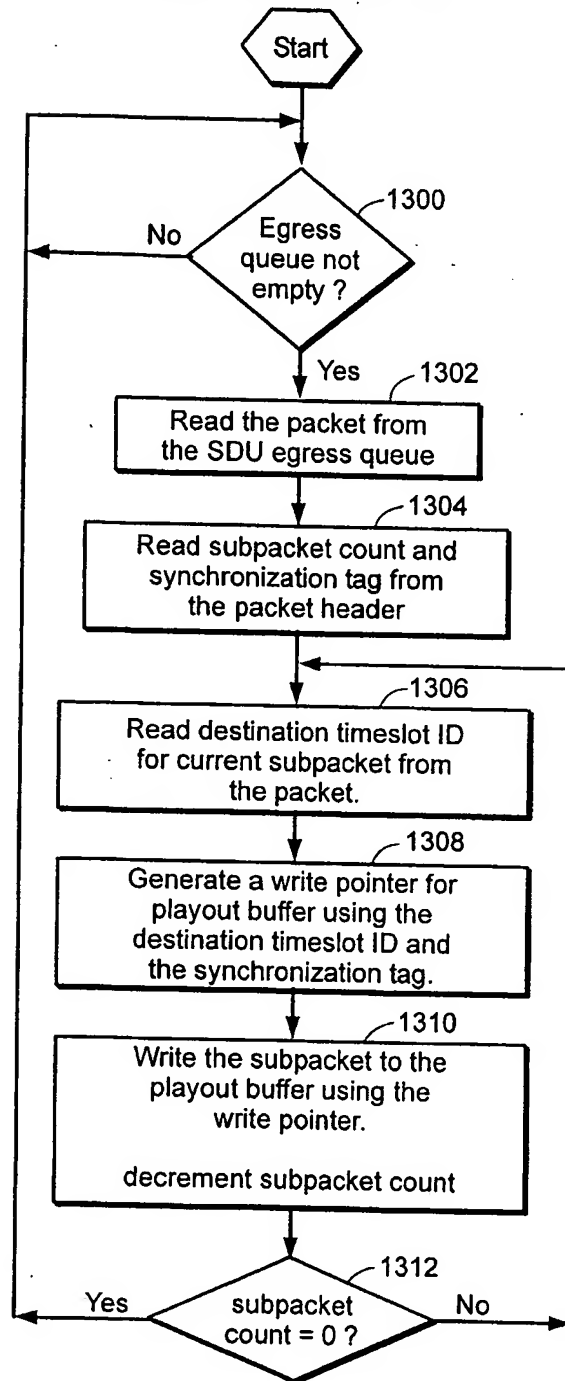 Start
1300
No
Egress
queue not
empty ?
Yes
1302
Read the packet from
the SDU egress queue
1304
Read subpacket count and
synchronization tag from
the packet header
1306
Read destination timeslot ID
for current subpacket from
the packet.
1308
Generate a write pointer for
playout buffer using the
destination timeslot ID and
the synchronization tag.
1310
Write the subpacket to the
playout buffer using the
write pointer.
decrement subpacket count
1312
Yes
subpacket
count = 0 ?
No